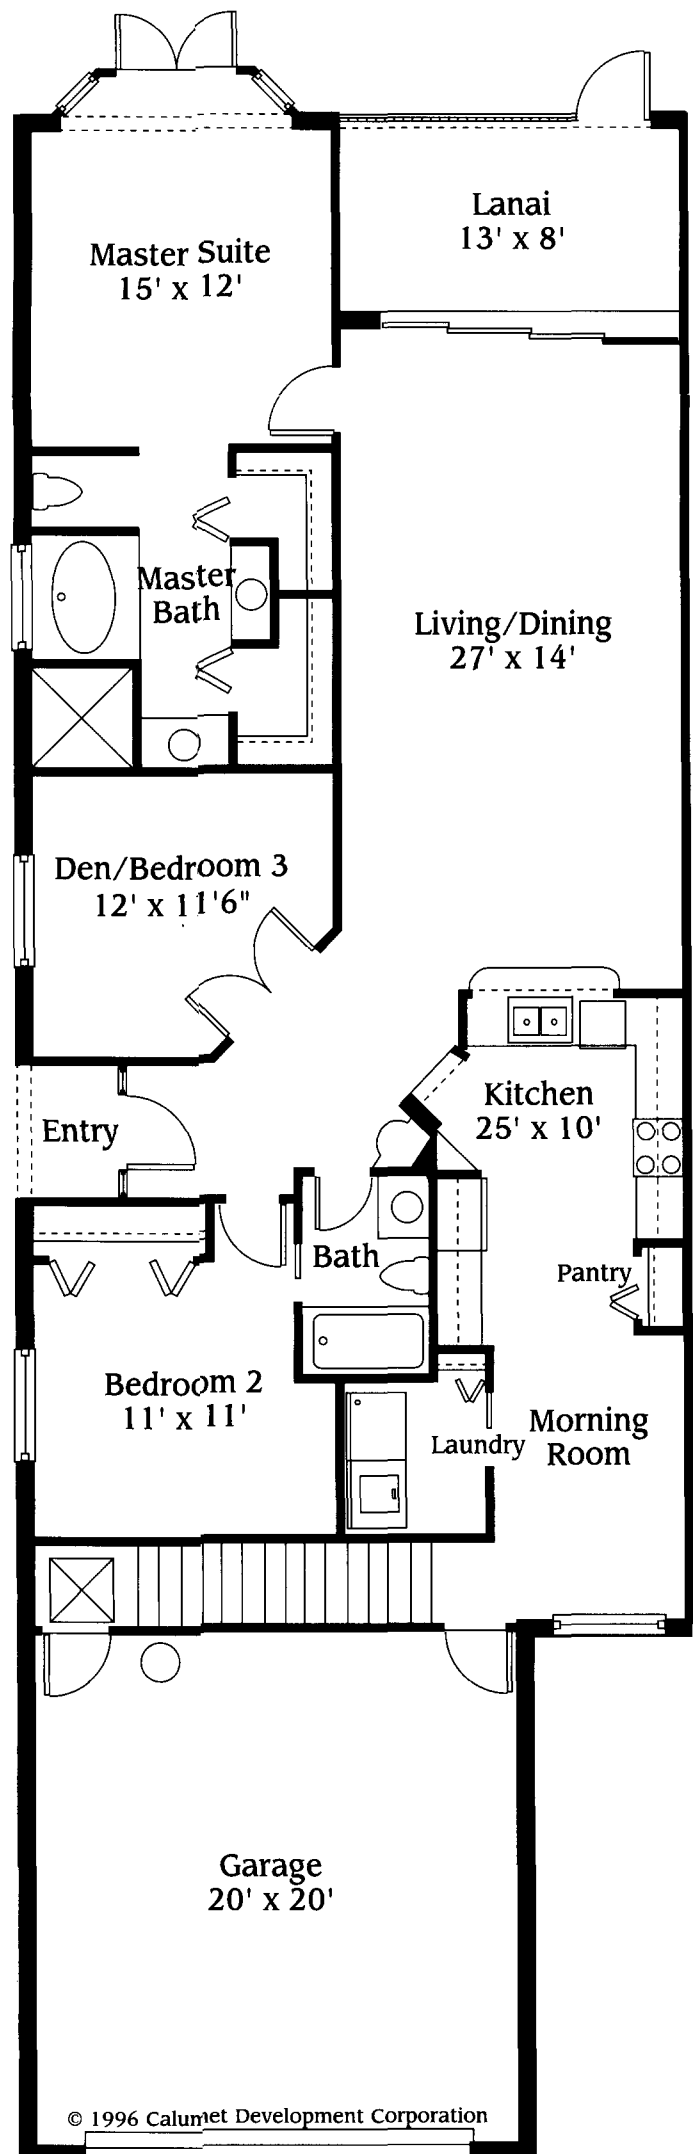 Lanai
13' x 8'
Master Suite
15' x 12'
Master
Bath
Living/Dining
27' x 14'
Den/Bedroom 3
12' x 11'6"
Kitchen
25' x 10'
Entry
Bath
Pantry
Bedroom 2
11' x 11'
Morning
Room
Laundry
Garage
20' x 20'
© 1996 Calumet Development Corporation